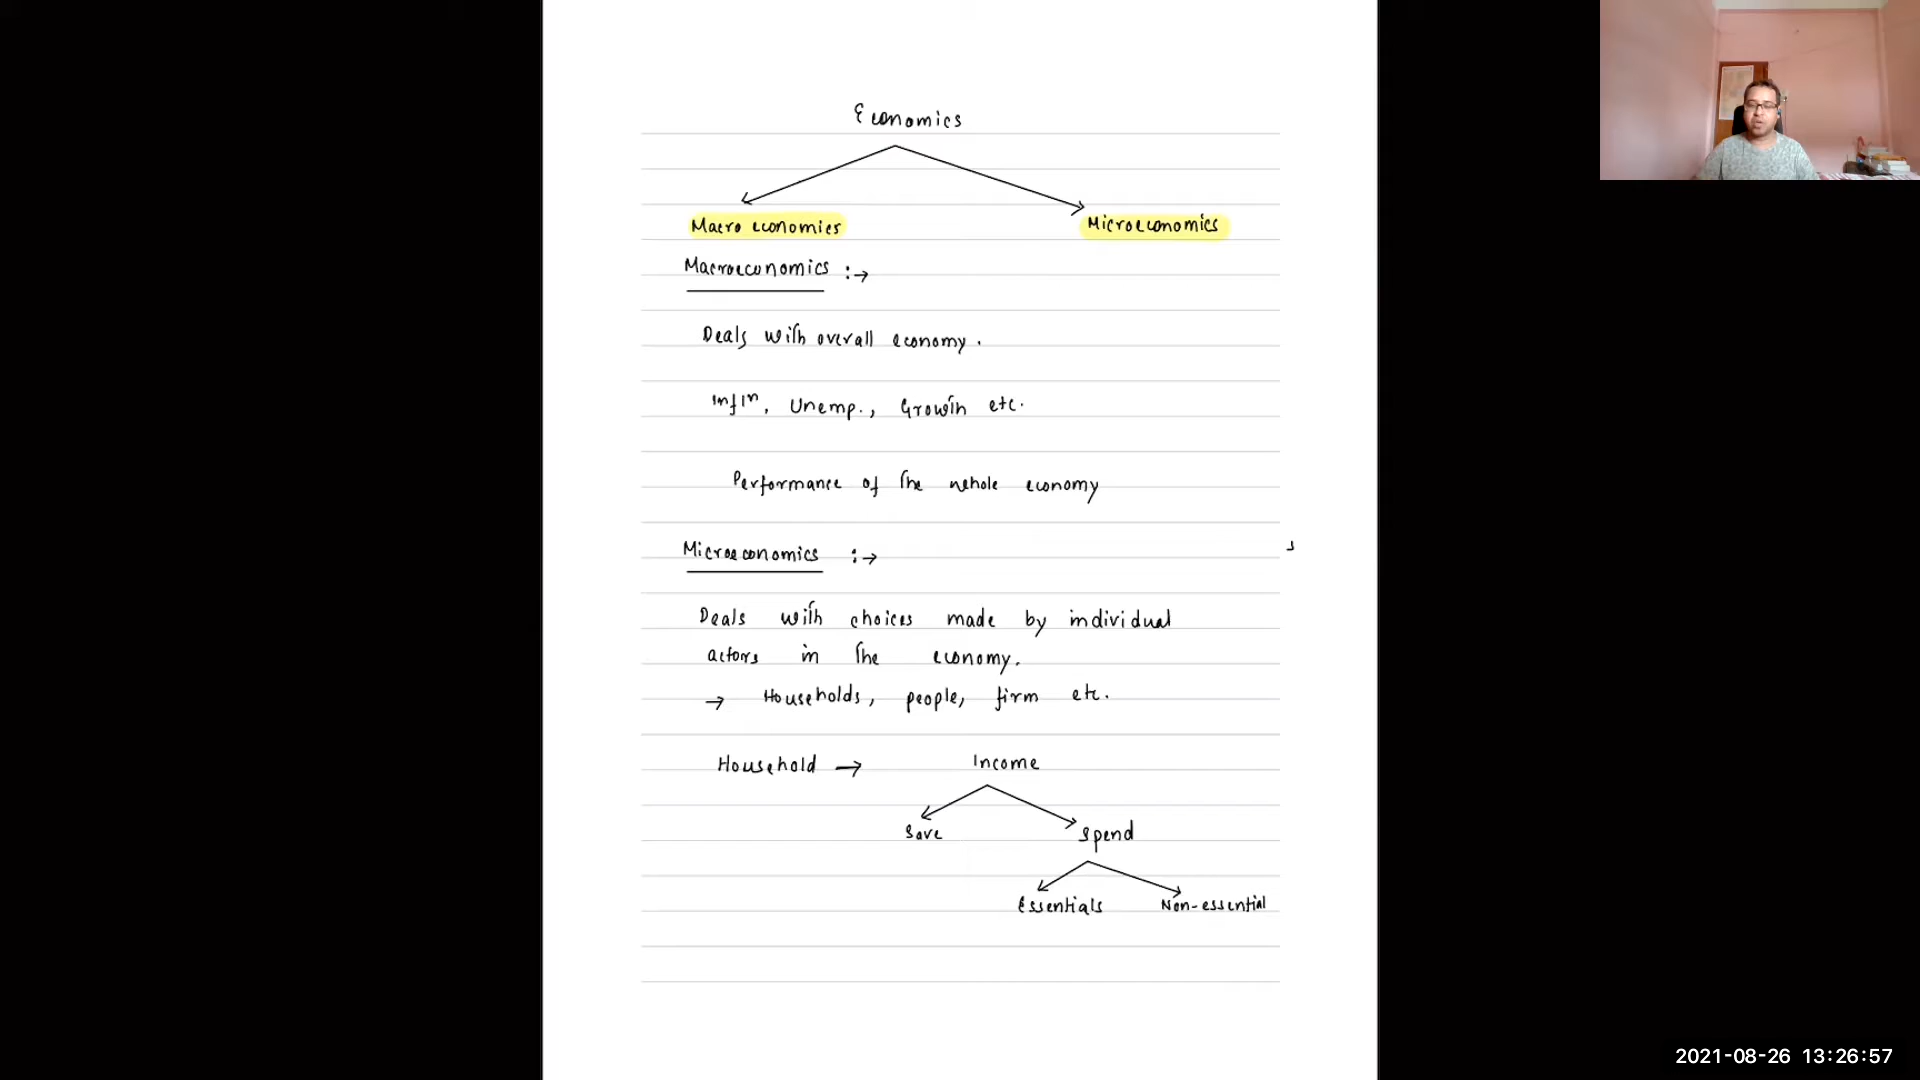 Economics
Macro economics Microeconomics
Macroeconomics :→
Deals with overall economy.
Infln, Unemp., Growth etc.
Performance of the whole economy
Microeconomics :→
Deals with choices made by individual
actors in the economy.
→ Households, people, firm etc.
Household → Income
Save Spend
Essentials Non-essential
2021-08-26 13:26:57